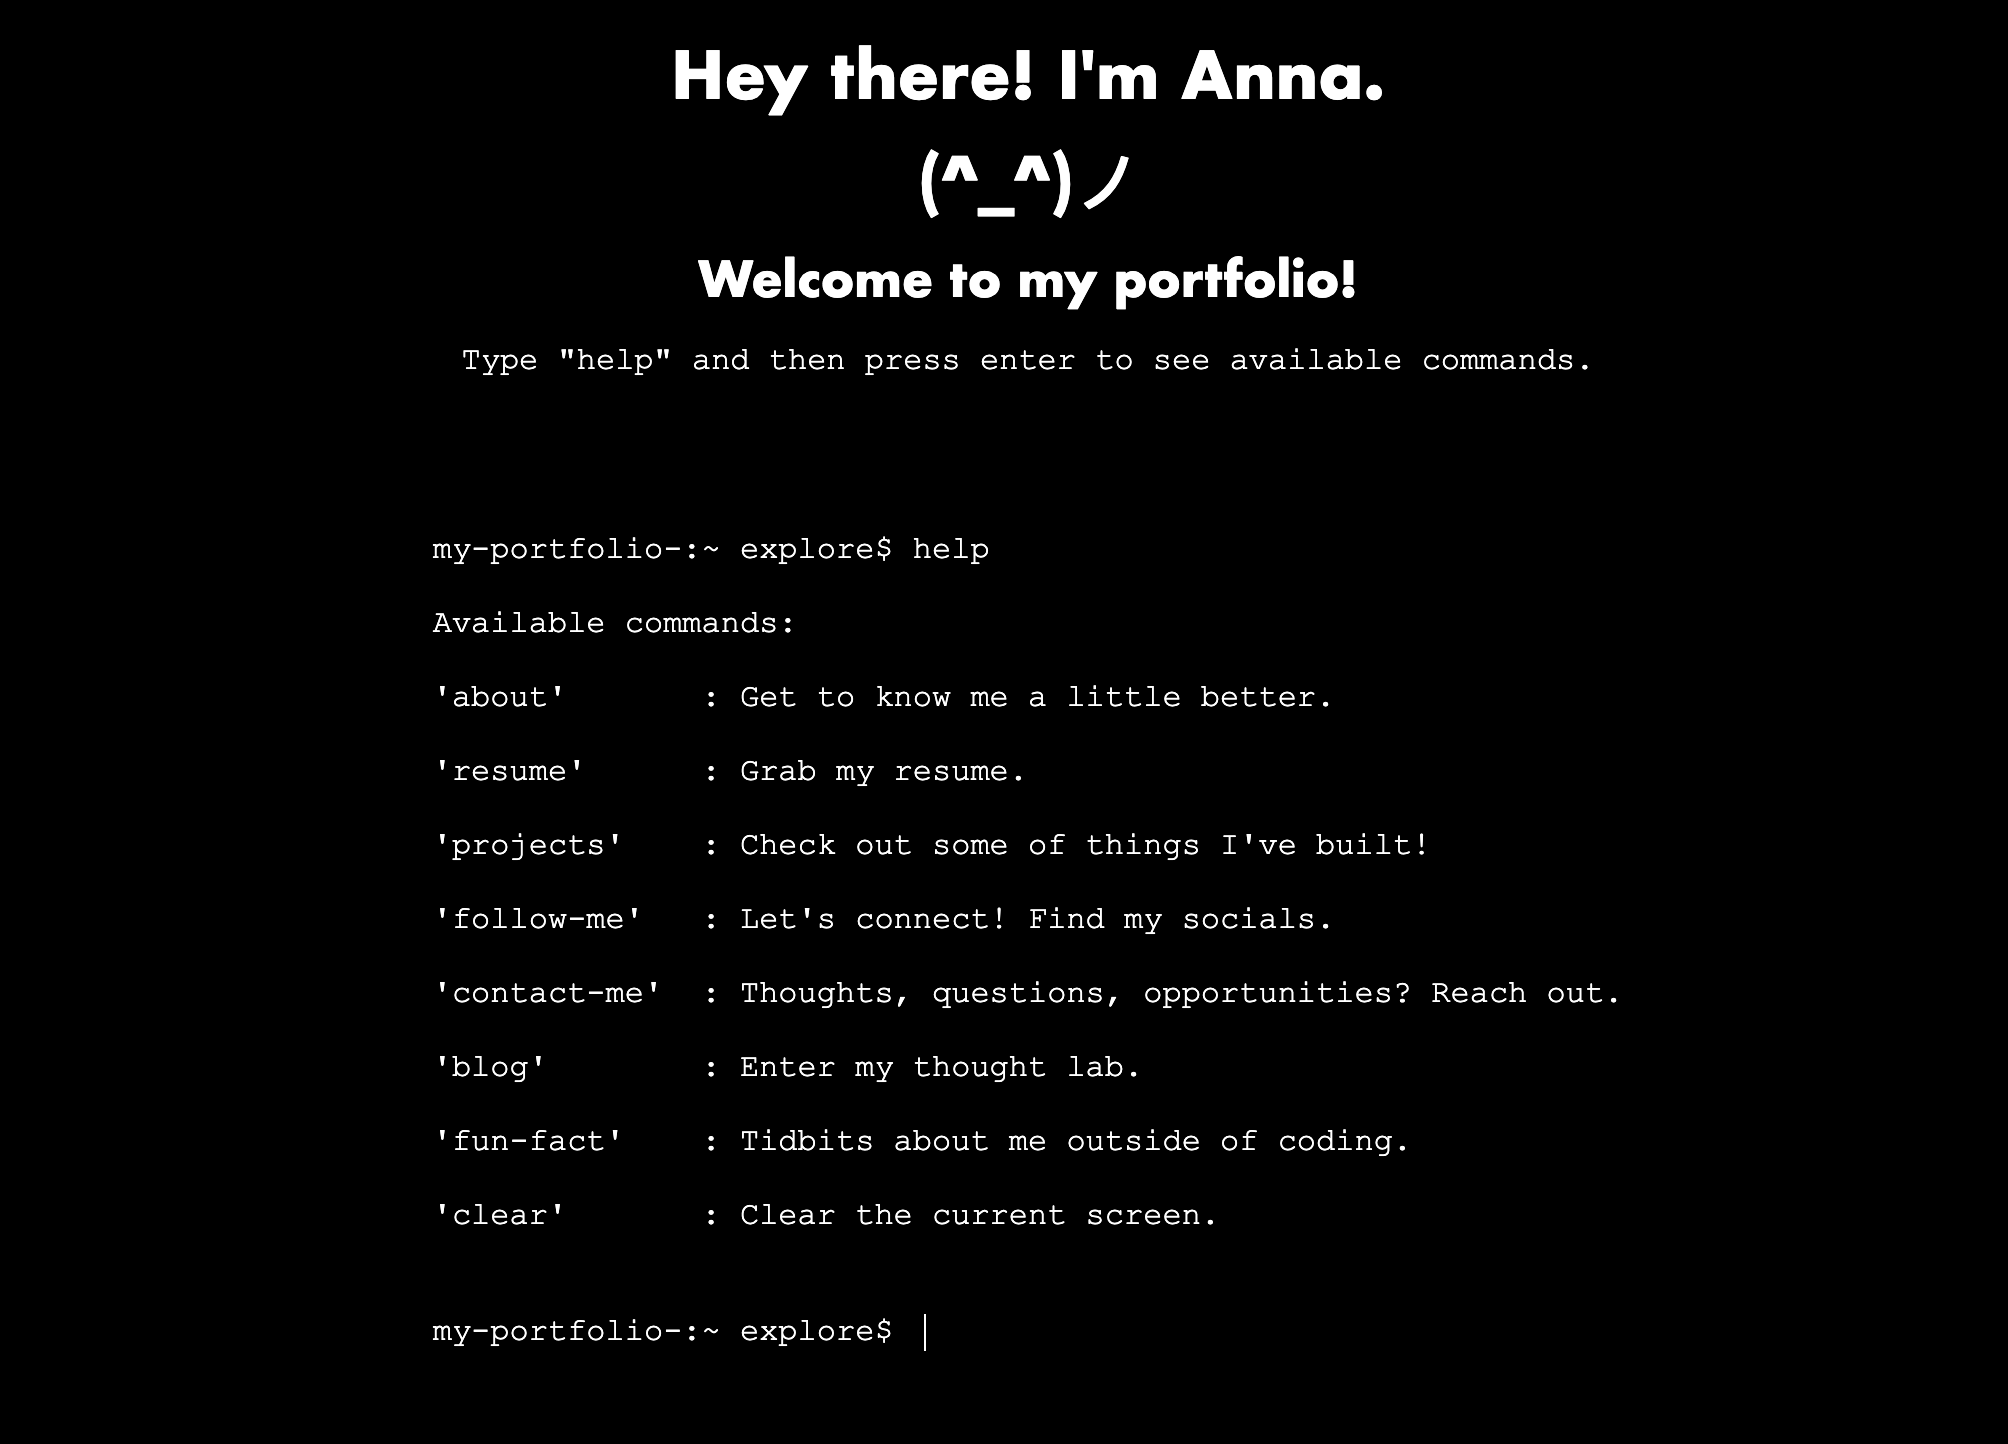 Hey there! I'm Anna.
(^_^)ノ
Welcome to my portfolio!
Type "help" and then press enter to see available commands.
my-portfolio-:~ explore$ help
Available commands:
'about'       : Get to know me a little better.
'resume'      : Grab my resume.
'projects'    : Check out some of things I've built!
'follow-me'   : Let's connect! Find my socials.
'contact-me'  : Thoughts, questions, opportunities? Reach out.
'blog'        : Enter my thought lab.
'fun-fact'    : Tidbits about me outside of coding.
'clear'       : Clear the current screen.
my-portfolio-:~ explore$